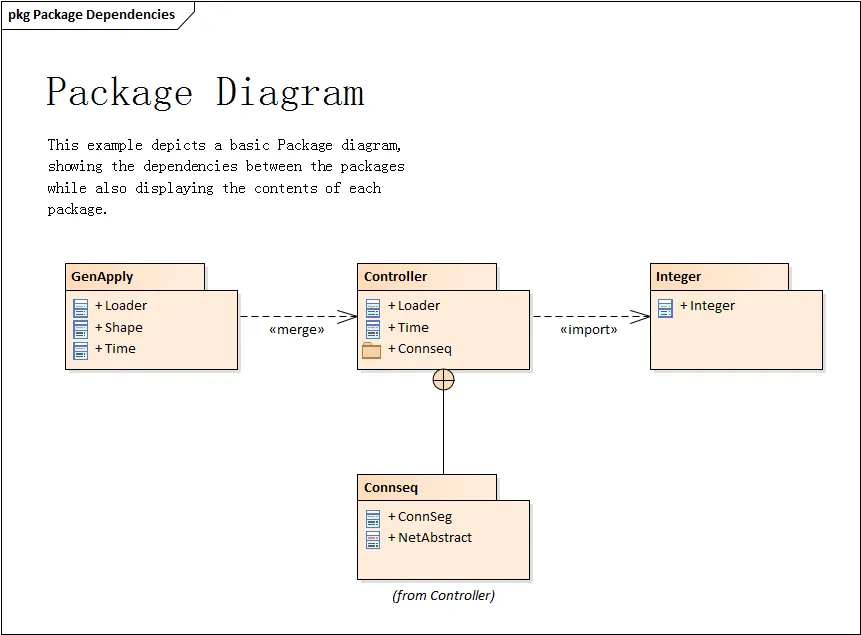 pkg Package Dependencies
Package Diagram
This example depicts a basic Package diagram,
showing the dependencies between the packages
while also displaying the contents of each
package.
GenApply
+ Loader
+ Shape
+ Time
«merge»
Controller
+ Loader
+ Time
+ Connseq
«import»
Integer
+ Integer
Connseq
+ ConnSeg
+ NetAbstract
(from Controller)